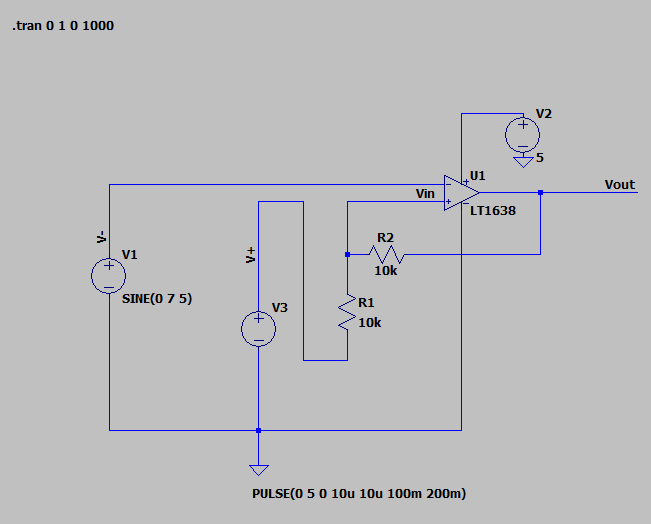 .tran 0 1 0 1000
V2
5
U1
LT1638
Vout
Vin
R2
10k
V-
V1
SINE(0 7 5)
V+
V3
R1
10k
PULSE(0 5 0 10u 10u 100m 200m)